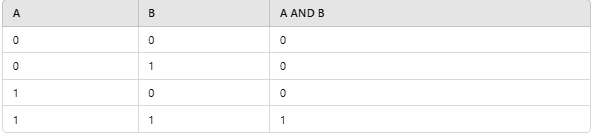 A B A AND B
0 0 0
0 1 0
1 0 0
1 1 1